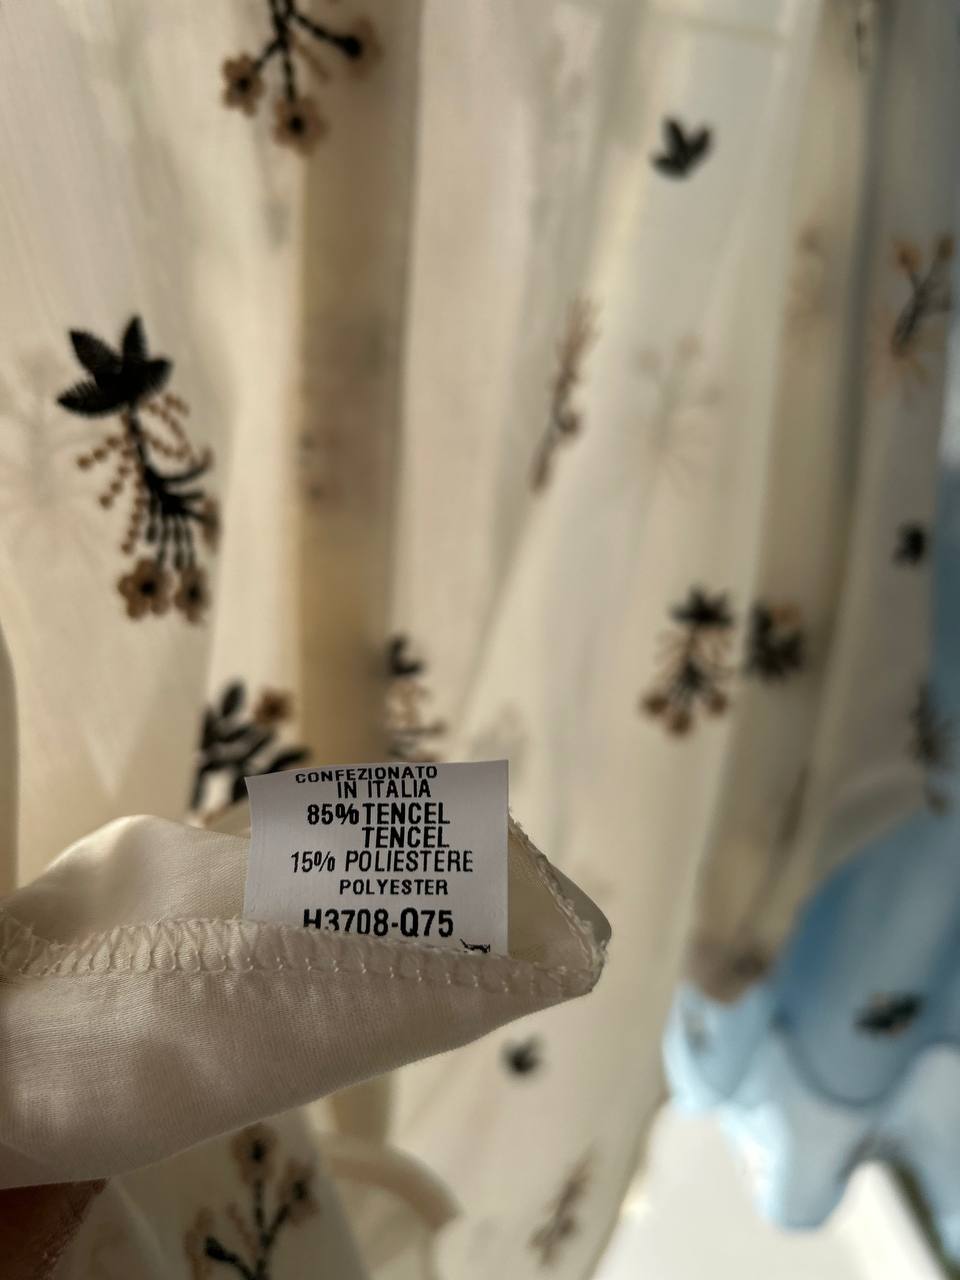 CONFEZIONATO
IN ITALIA
85% TENCEL
TENCEL
15% POLIESTERE
POLYESTER
H3708-Q75